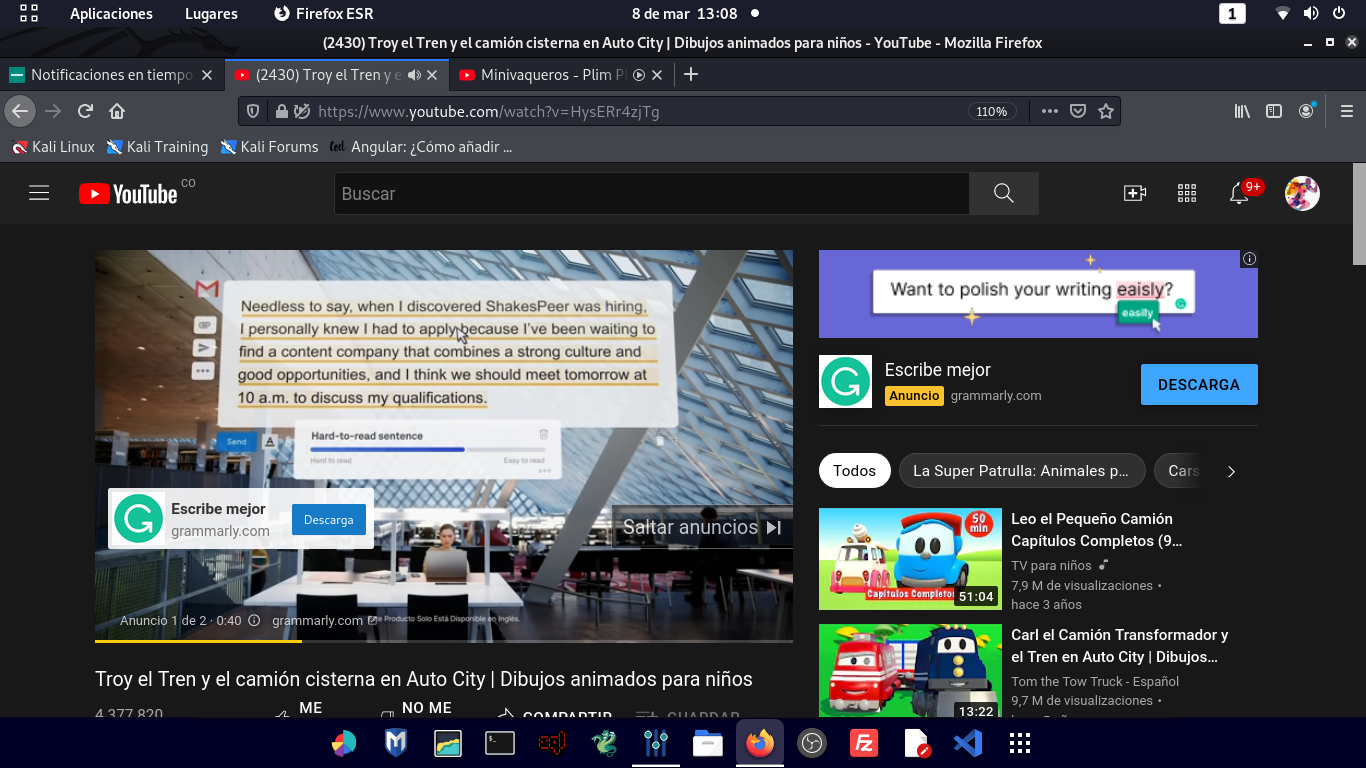 Aplicaciones Lugares Firefox ESR 8 de mar 13:08 1
(2430) Troy el Tren y el camión cisterna en Auto City | Dibujos animados para niños - YouTube - Mozilla Firefox
Notificaciones en tiempo (2430) Troy el Tren y e Minivaqueros - Plim Pl
https://www.youtube.com/watch?v=HysERr4zjTg 110%
Kali Linux Kali Training Kali Forums Angular: ¿Cómo añadir ...
YouTube CO Buscar 9+
Needless to say, when I discovered ShakesPeer was hiring,
I personally knew I had to apply because I've been waiting to
find a content company that combines a strong culture and
good opportunities, and I think we should meet tomorrow at
10 a.m. to discuss my qualifications.
Send
Hard-to-read sentence
Hard to read Easy to read
Escribe mejor
grammarly.com
Descarga
Saltar anuncios
Anuncio 1 de 2 · 0:40 grammarly.com
Producto Solo Está Disponible en Inglés.
Troy el Tren y el camión cisterna en Auto City | Dibujos animados para niños
4.377.820 ME NO ME COMPARTIR GUARDAR
Want to polish your writing eaisly?
easily
Escribe mejor
Anuncio grammarly.com
DESCARGA
Todos La Super Patrulla: Animales p... Cars
50
min
Capítulos Completos
51:04
Leo el Pequeño Camión
Capítulos Completos (9...
TV para niños
7,9 M de visualizaciones •
hace 3 años
13:22
Carl el Camión Transformador y
el Tren en Auto City | Dibujos...
Tom the Tow Truck - Español
9,7 M de visualizaciones •